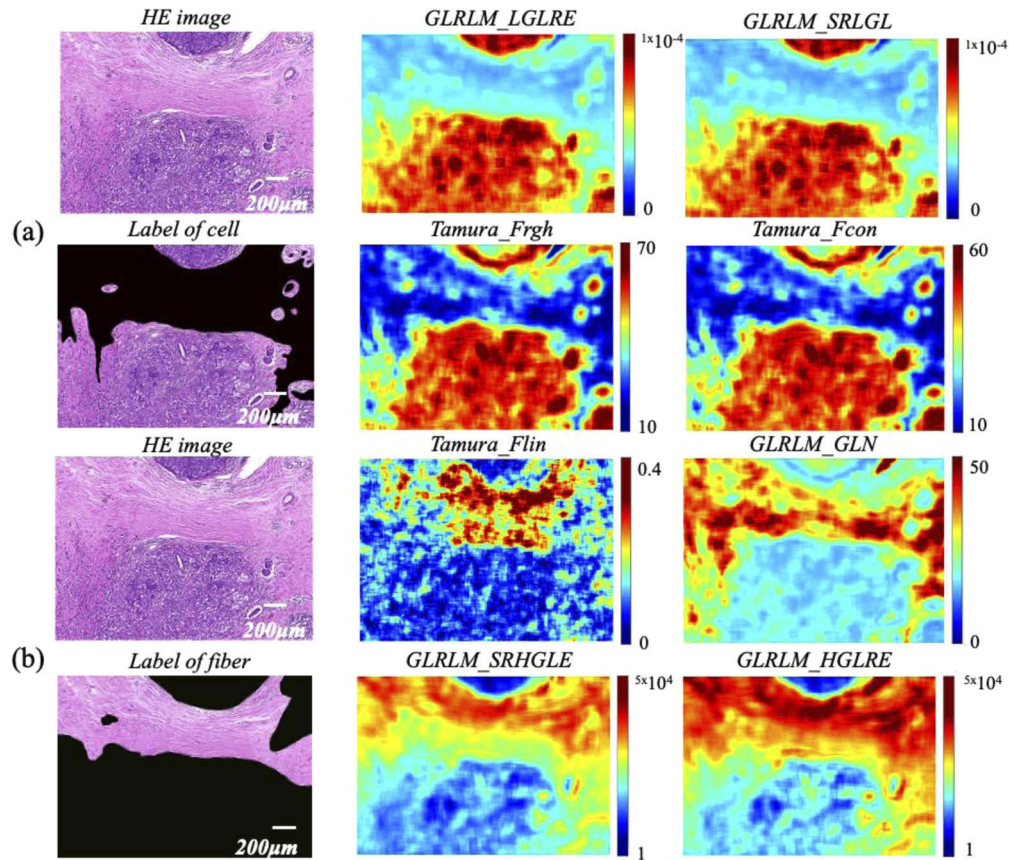 HE image
GLRLM_LGLRE
GLRLM_SRLGL
1x10-4
1x10-4
200μm
0
0
(a)
Label of cell
Tamura_Frgh
Tamura_Fcon
70
60
200μm
10
10
HE image
Tamura_Flin
GLRLM_GLN
0.4
50
200μm
0
10
(b)
Label of fiber
GLRLM_SRHGLE
GLRLM_HGLRE
5x104
5x104
200μm
1
1